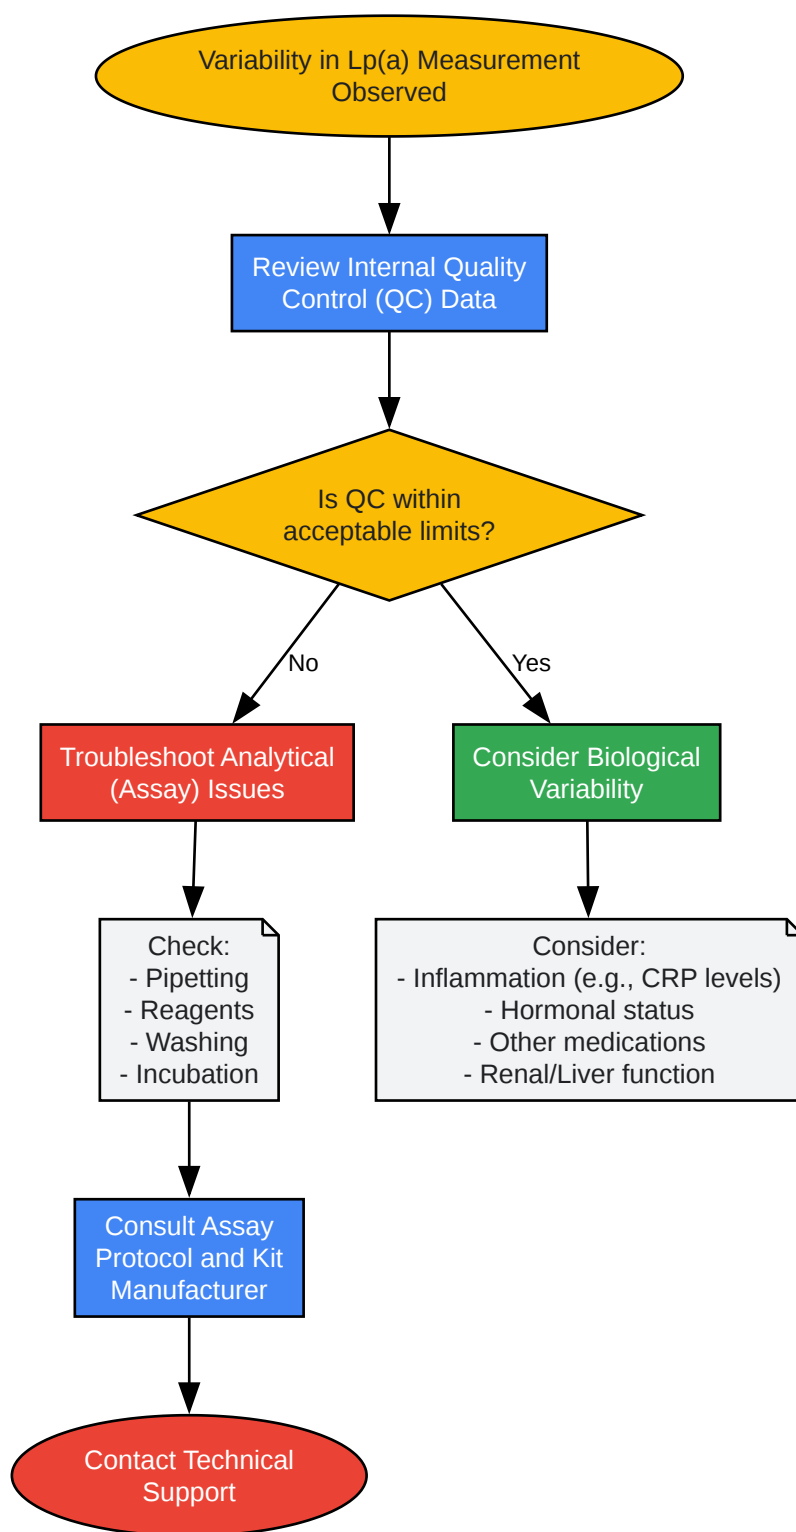 Variability in Lp(a) Measurement
Observed
Review Internal Quality
Control (QC) Data
Is QC within
acceptable limits?
No
Yes
Troubleshoot Analytical
(Assay) Issues
Consider Biological
Variability
Check:
- Pipetting
- Reagents
- Washing
- Incubation
Consider:
- Inflammation (e.g., CRP levels)
- Hormonal status
- Other medications
- Renal/Liver function
Consult Assay
Protocol and Kit
Manufacturer
Contact Technical
Support